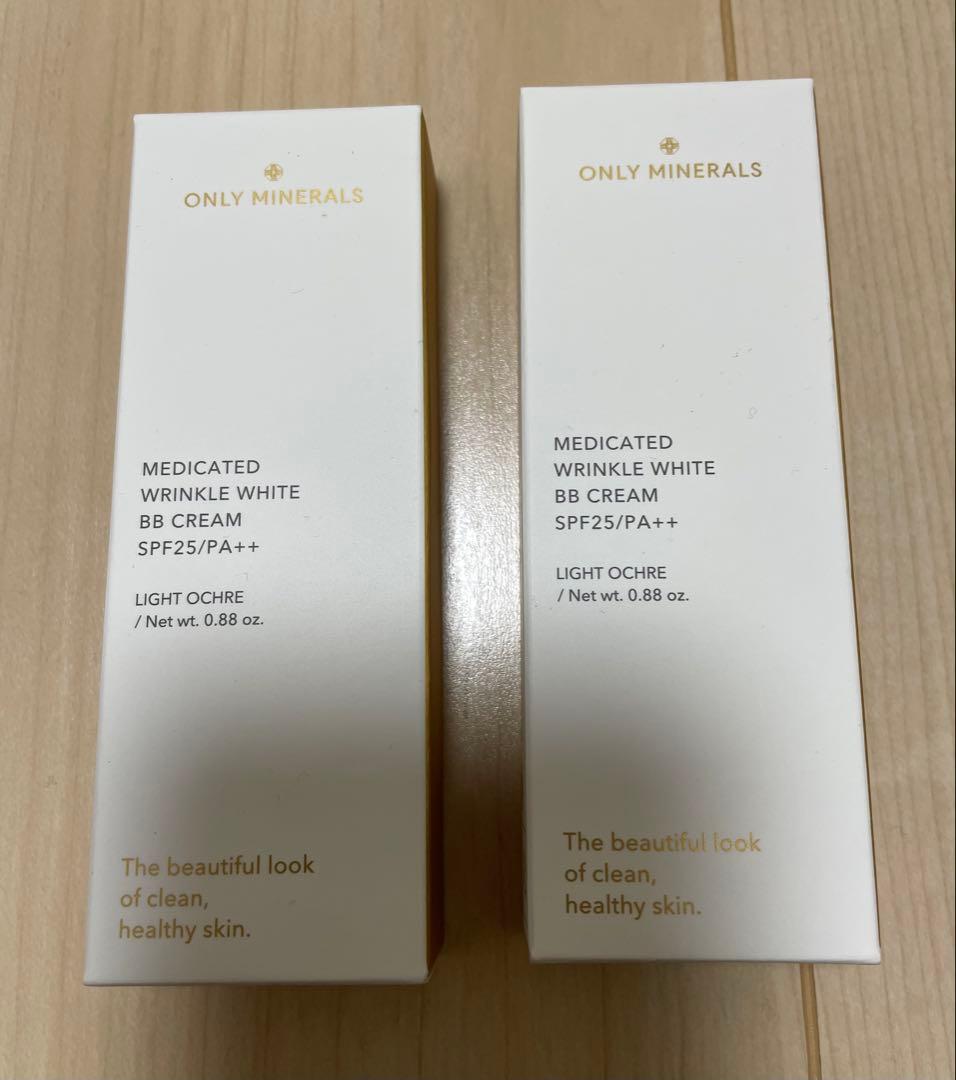 ONLY MINERALS
MEDICATED
WRINKLE WHITE
BB CREAM
SPF25/PA++
LIGHT OCHRE
/ Net wt. 0.88 oz.
The beautiful look
of clean,
healthy skin.
ONLY MINERALS
MEDICATED
WRINKLE WHITE
BB CREAM
SPF25/PA++
LIGHT OCHRE
/ Net wt. 0.88 oz.
The beautiful look
of clean,
healthy skin.